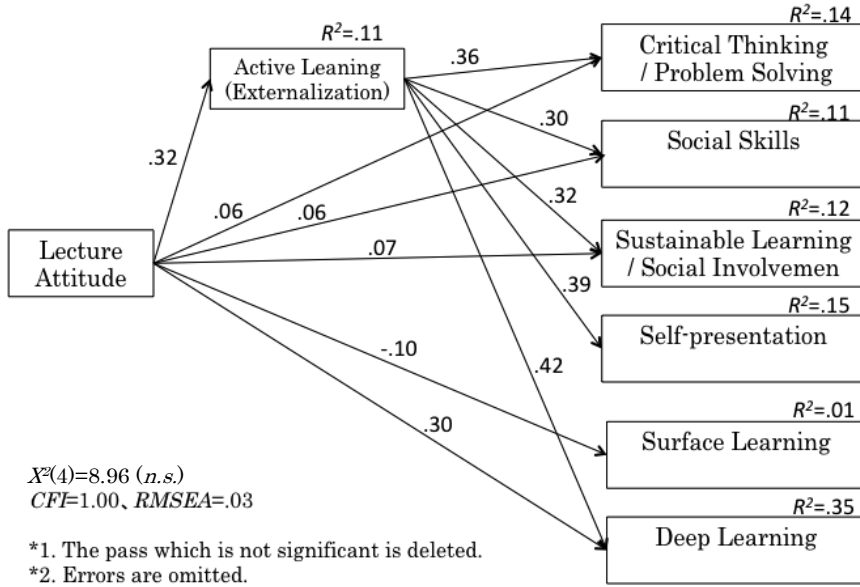 R²=.14
R²=.11
Critical Thinking
/ Problem Solving
.36
Active Leaning
(Externalization)
R²=.11
.30
Social Skills
.32
.06
.06
.32
R²=.12
Lecture
Attitude
.07
Sustainable Learning
/ Social Involvemen
.39
R²=.15
Self-presentation
-.10
.42
R²=.01
.30
Surface Learning
X²(4)=8.96 (n.s.)
CFI=1.00、RMSEA=.03
R²=.35
Deep Learning
*1. The pass which is not significant is deleted.
*2. Errors are omitted.